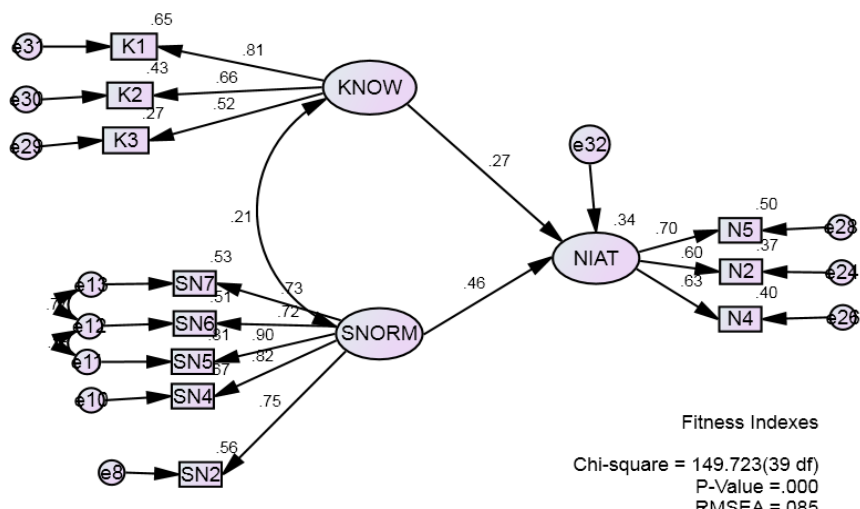 .65
e31 K1 .81
.43
e30 K2 .66 KNOW
.27
e29 K3 .52
e32
.27
.21
.34 .70 .50
N5 e28
.53 NIAT .60 .37
e13 SN7 .73 N2 e24
.51 .46 .63
e12 SN6 .72 .40
SNORM N4 e26
.81 .90
e11 SN5 .82
.67
e10 SN4
.75
.56
e8 SN2
Fitness Indexes
Chi-square = 149.723(39 df)
P-Value =.000
RMSEA =.085